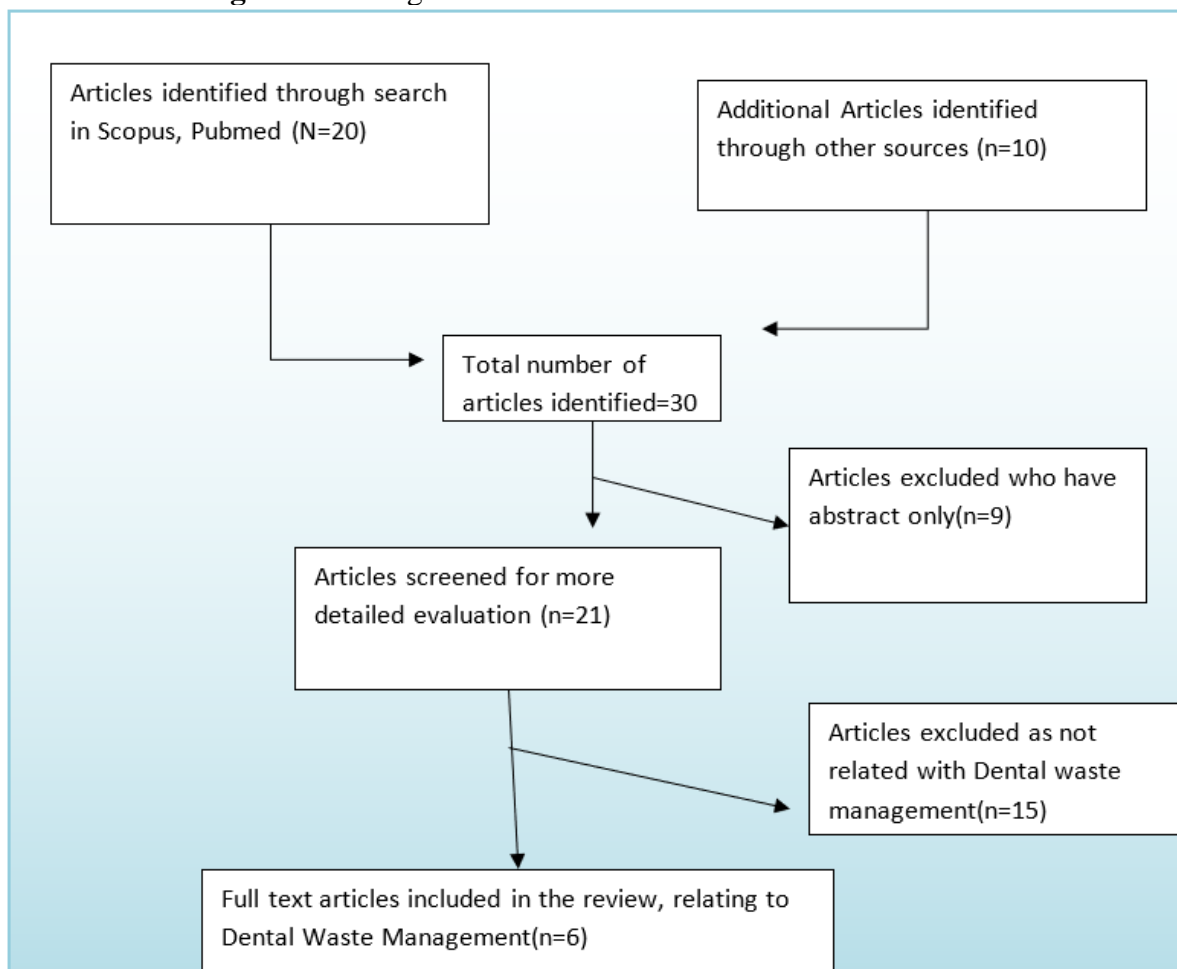 Articles identified through search
in Scopus, Pubmed (N=20)
Additional Articles identified
through other sources (n=10)
Total number of
articles identified=30
Articles excluded who have
abstract only(n=9)
Articles screened for more
detailed evaluation (n=21)
Articles excluded as not
related with Dental waste
management(n=15)
Full text articles included in the review, relating to
Dental Waste Management(n=6)